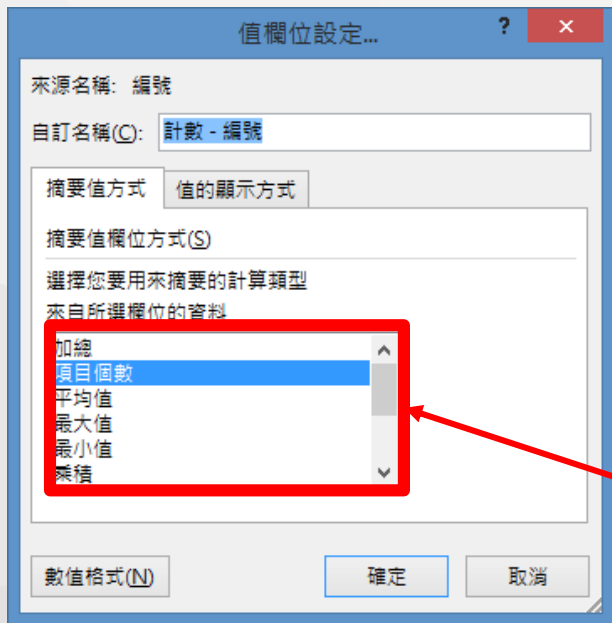 值欄位設定...
?
×
來源名稱: 編號
自訂名稱(C): 計數 - 編號
摘要值方式 值的顯示方式
摘要值欄位方式(S)
選擇您要用來摘要的計算類型
來自所選欄位的資料
加總
項目個數
平均值
最大值
最小值
乘積
數值格式(N) 確定 取消